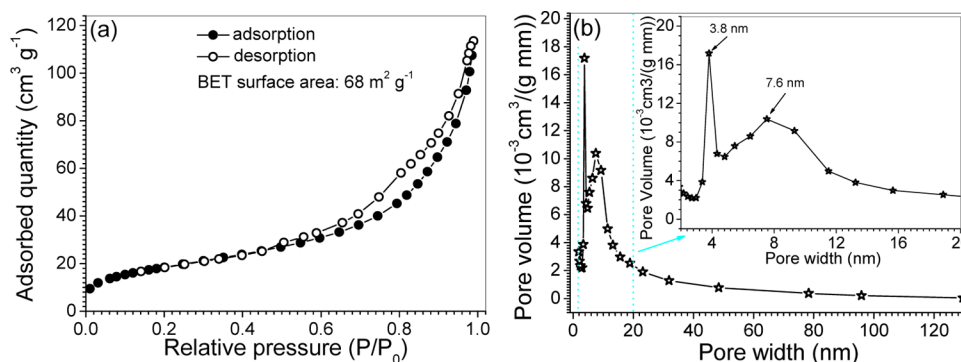 (a)
adsorption
desorption
BET surface area: 68 m² g⁻¹
Adsorbed quantity (cm³ g⁻¹)
120
100
80
60
40
20
0
0.0 0.2 0.4 0.6 0.8 1.0
Relative pressure (P/P₀)
(b)
Pore volume (10⁻³cm³/(g mm))
20
18
16
14
12
10
8
6
4
2
0
0 20 40 60 80 100 120
Pore width (nm)
3.8 nm
7.6 nm
Pore Volume (10⁻³cm3/(g mm))
20
16
12
8
4
0
4 8 12 16 20
Pore width (nm)